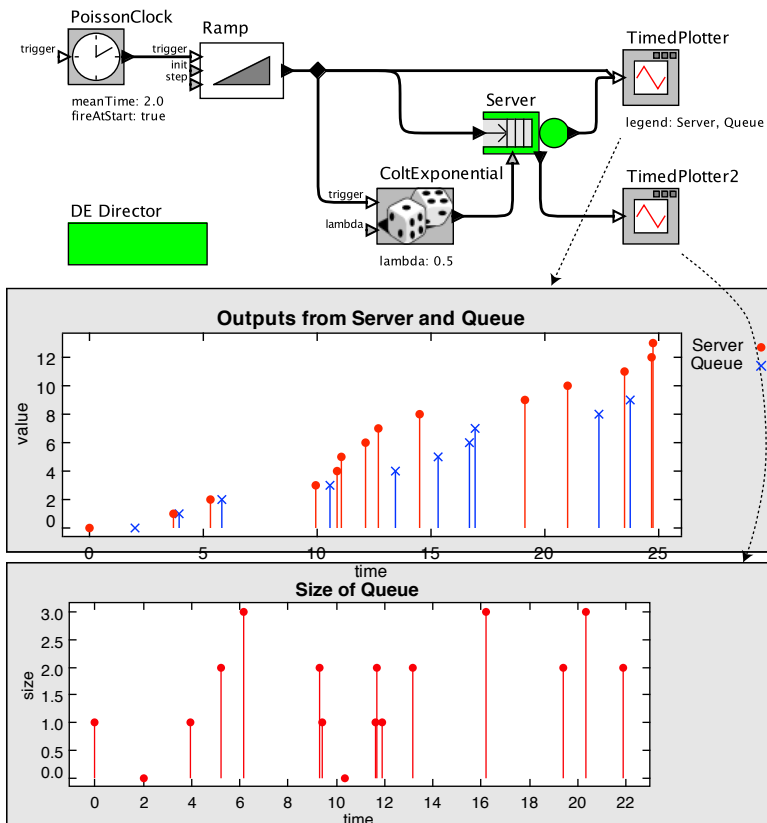 PoissonClock
trigger
meanTime: 2.0
fireAtStart: true
Ramp
trigger
init
step
Server
TimedPlotter
legend: Server, Queue
ColtExponential
trigger
lambda
lambda: 0.5
TimedPlotter2
DE Director
Outputs from Server and Queue
Server
Queue
value
12
10
8
6
4
2
0
0 5 10 15 20 25
time
Size of Queue
size
3.0
2.5
2.0
1.5
1.0
0.5
0.0
0 2 4 6 8 10 12 14 16 18 20 22
time